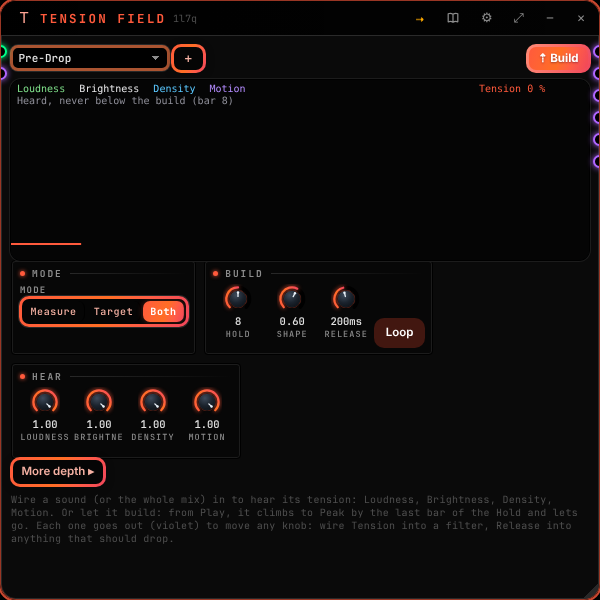 T TENSION FIELD 1l7q
Pre-Drop
+
↑ Build
Loudness Brightness Density Motion
Tension 0 %
Heard, never below the build (bar 8)
MODE
MODE
Measure Target Both
BUILD
8 0.60 200ms
HOLD SHAPE RELEASE
Loop
HEAR
1.00 1.00 1.00 1.00
LOUDNESS BRIGHTNE DENSITY MOTION
More depth ▸
Wire a sound (or the whole mix) in to hear its tension: Loudness, Brightness, Density,
Motion. Or let it build: from Play, it climbs to Peak by the last bar of the Hold and lets
go. Each one goes out (violet) to move any knob: wire Tension into a filter, Release into
anything that should drop.